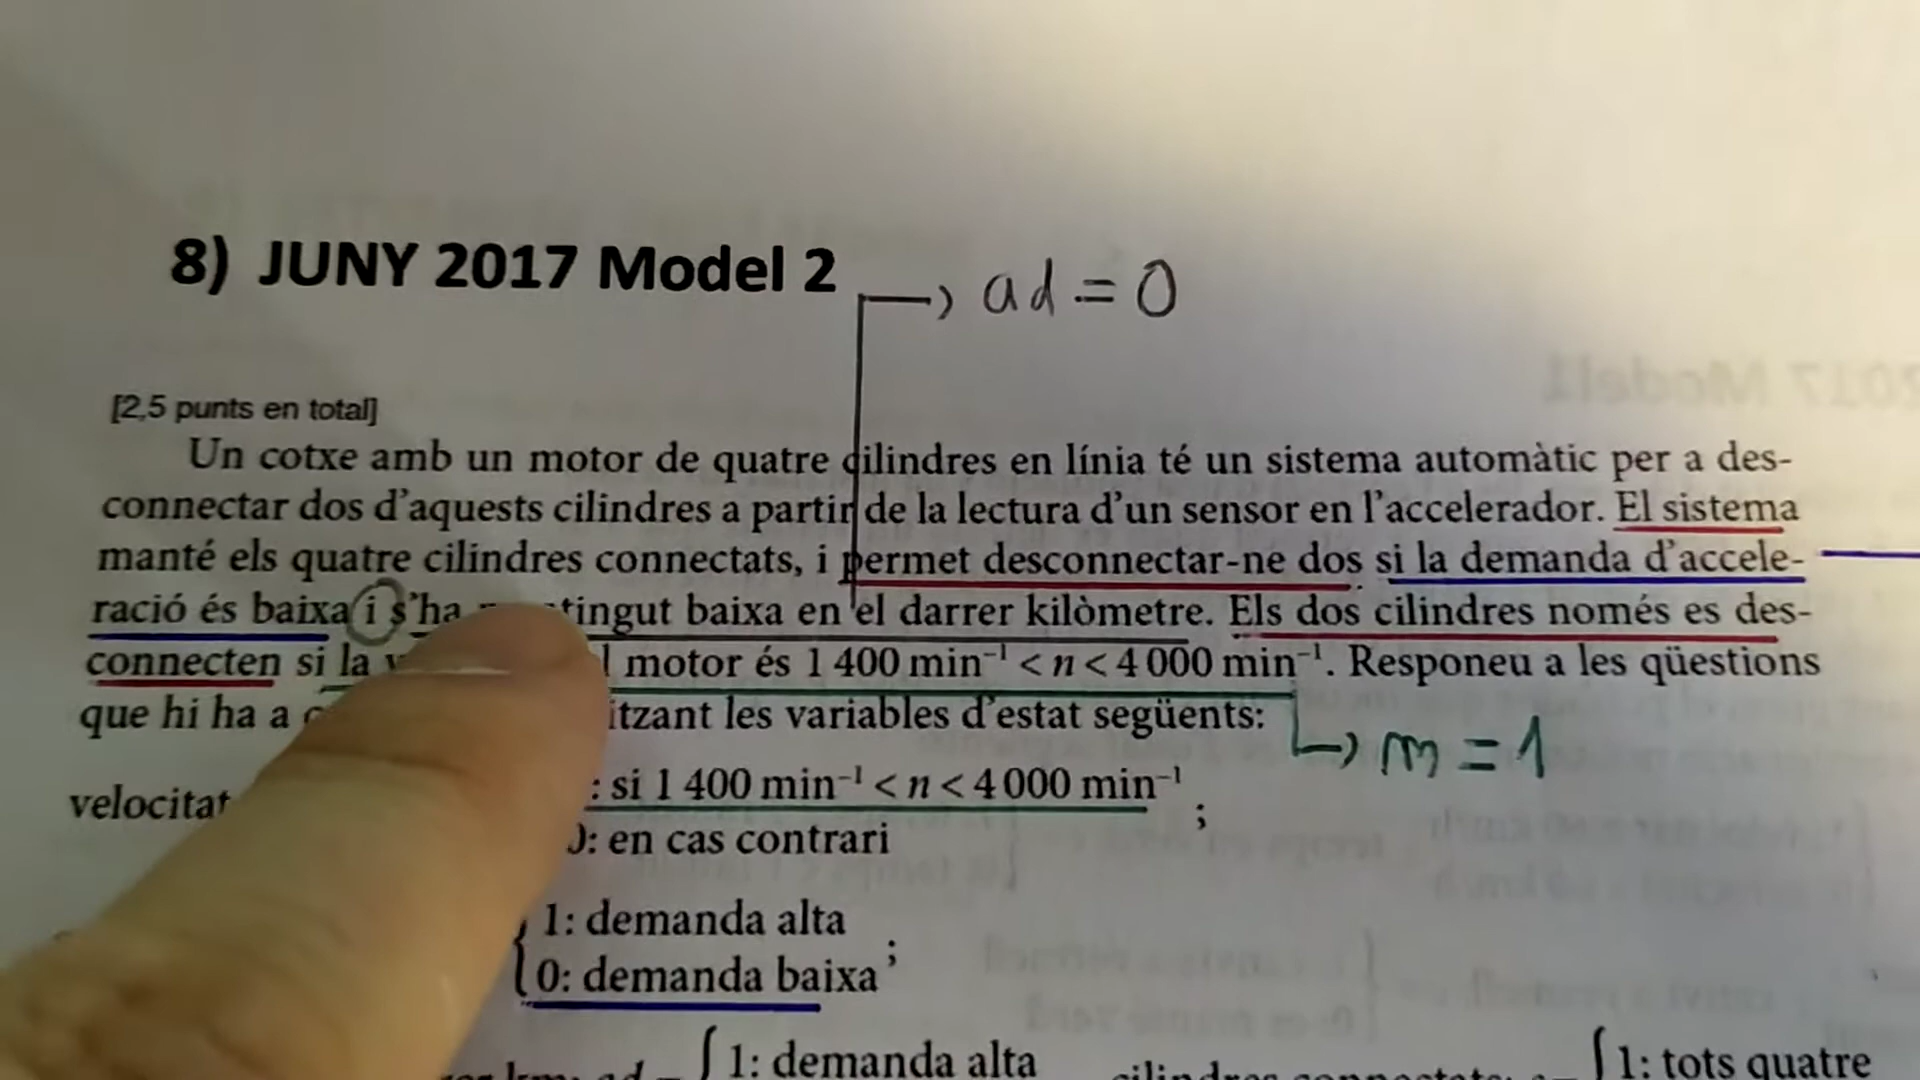 8) JUNY 2017 Model 2
ad = 0
[2,5 punts en total]
Un cotxe amb un motor de quatre cilindres en línia té un sistema automàtic per a des-
connectar dos d'aquests cilindres a partir de la lectura d'un sensor en l'accelerador. El sistema
manté els quatre cilindres connectats, i permet desconnectar-ne dos si la demanda d'accele-
ració és baixa i s'ha baixa en el darrer kilòmetre. Els dos cilindres només es des-
connecten si la motor és 1 400 min⁻¹ < n < 4 000 min⁻¹. Responeu a les qüestions
que hi ha a les variables d'estat següents:
m = 1
velocitat : si 1 400 min⁻¹ < n < 4 000 min⁻¹ ;
0: en cas contrari
1: demanda alta
0: demanda baixa ;
km: ad 1: demanda alta cilindres connectats: 1: tots quatre